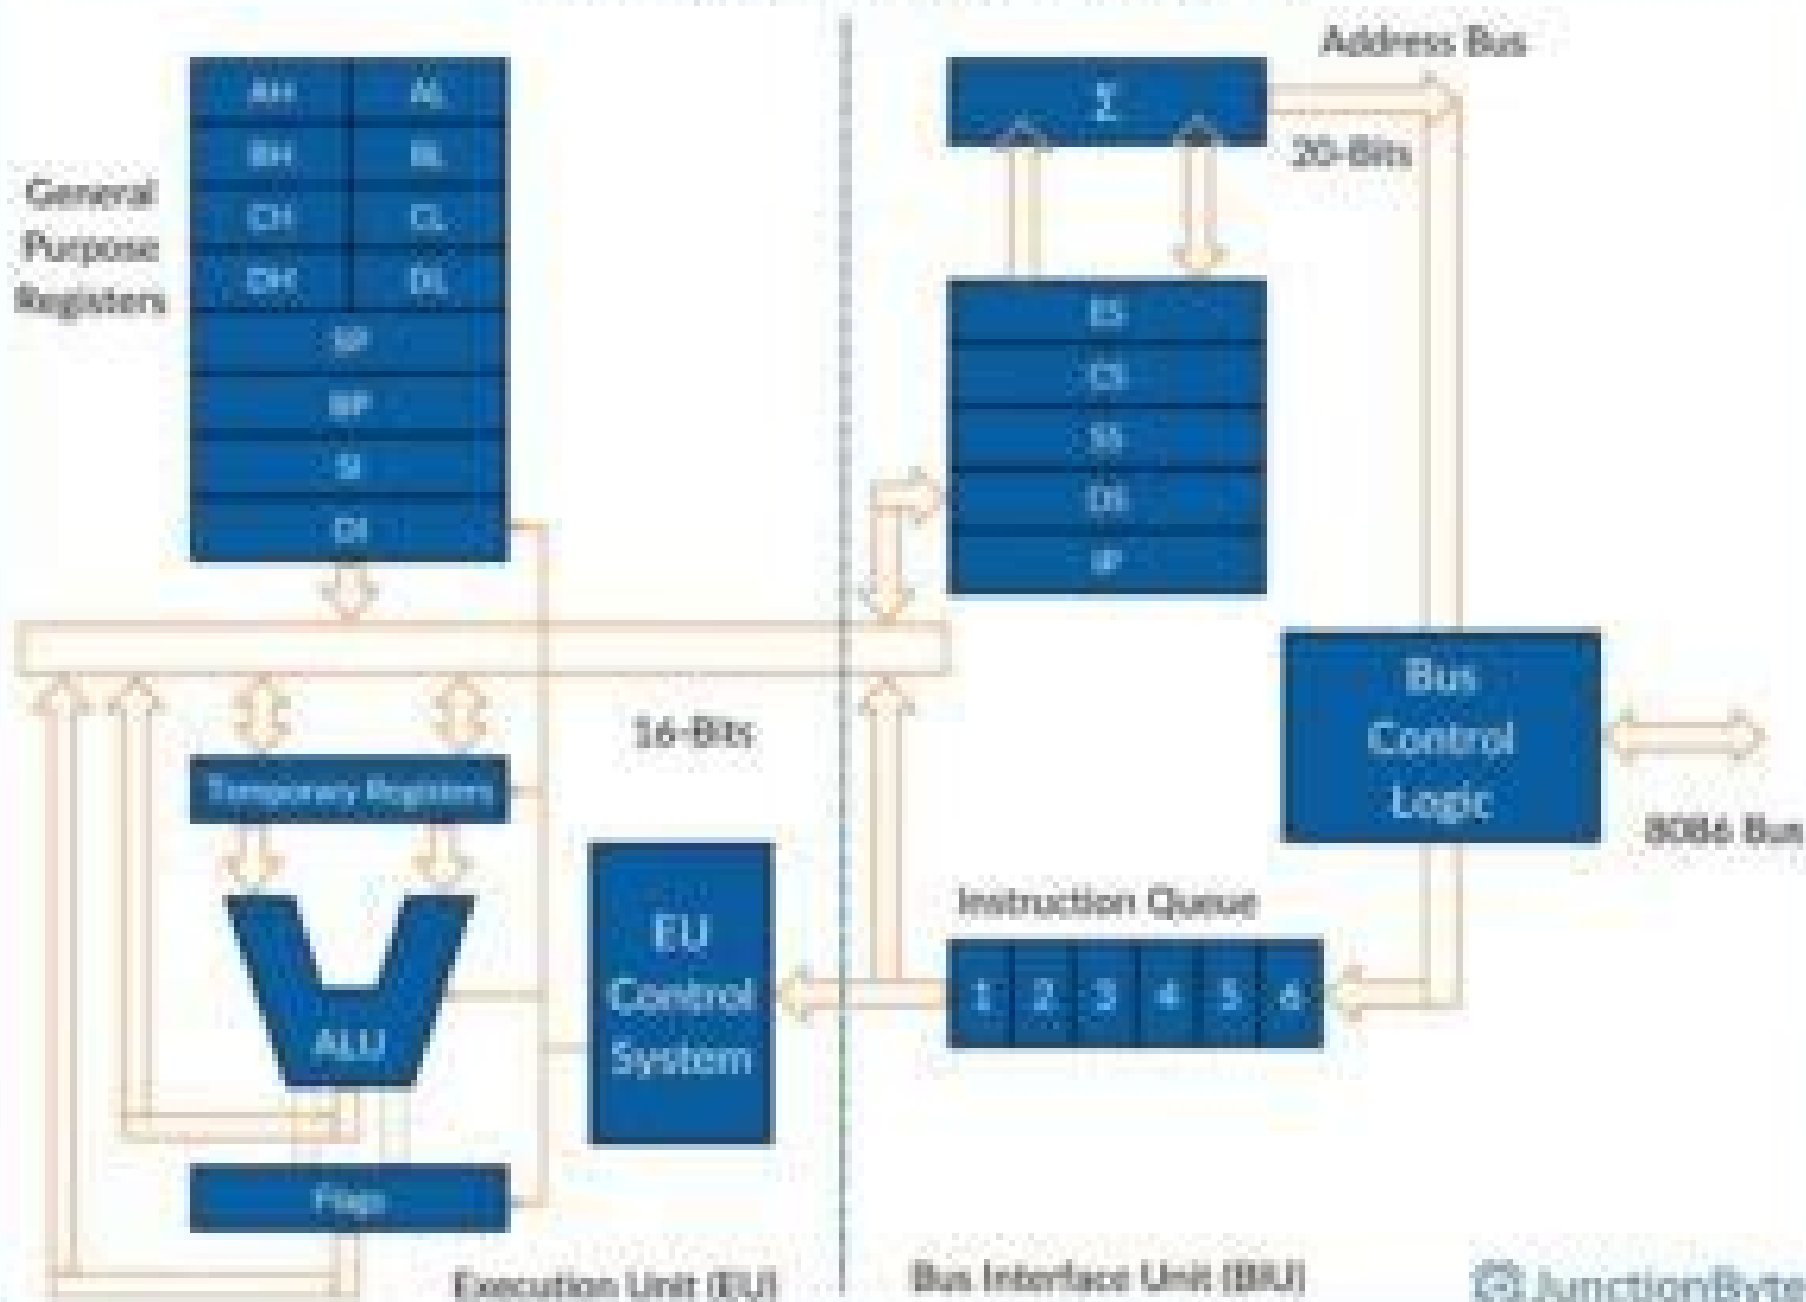 Address Bus
AH AL
BH BL
CH CL
DH DL
SP
BP
SI
DI
General
Purpose
Registers
Σ
20-Bits
ES
CS
SS
DS
IP
16-Bits
Temporary Registers
ALU
Flags
EU
Control
System
Bus
Control
Logic
8086 Bus
Instruction Queue
1 2 3 4 5 6
Execution Unit (EU)
Bus Interface Unit (BIU)
JunctionByte